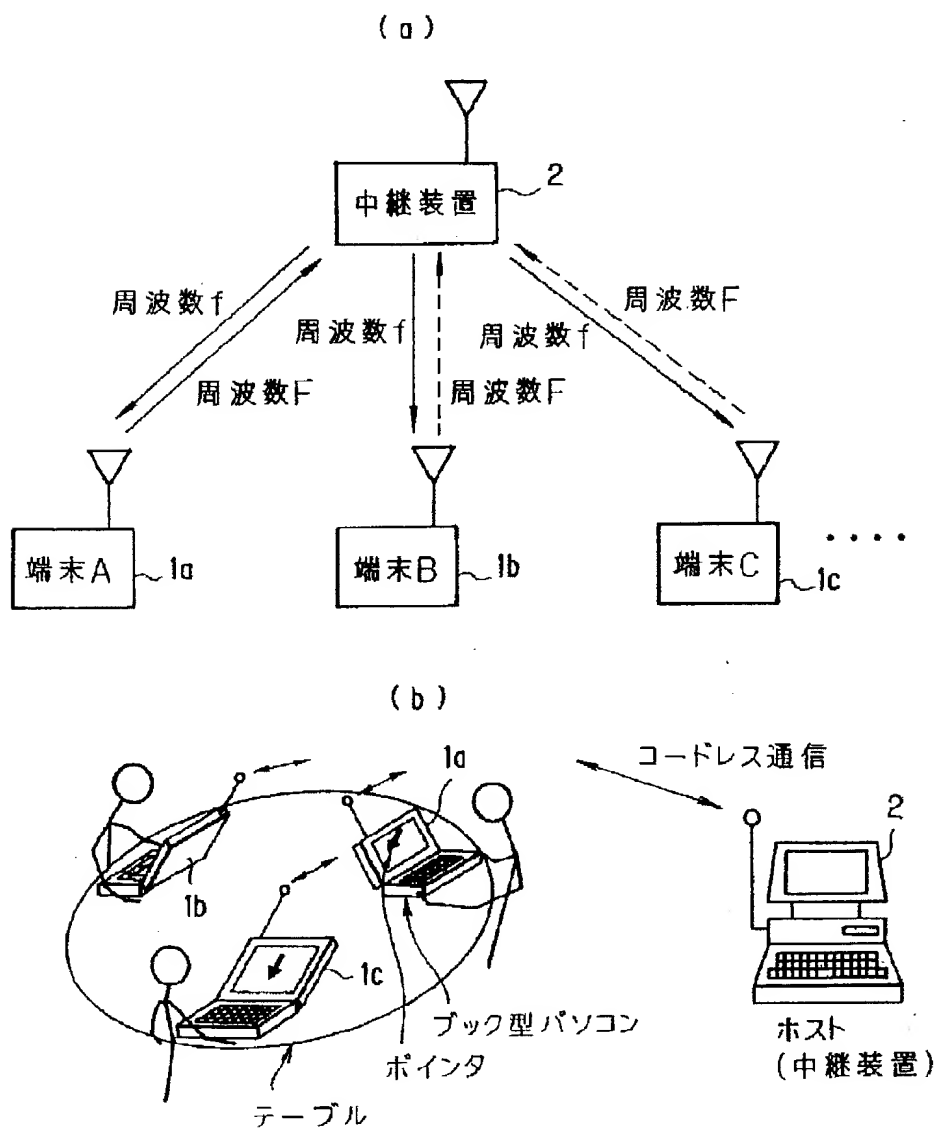 (a)
2
中継装置
周波数f
周波数F
周波数f
周波数F
周波数f
周波数F
端末A
1a
端末B
1b
端末C
1c
・・・・
(b)
コードレス通信
1a
2
1b
1c
ブック型パソコン
ポインタ
テーブル
ホスト
(中継装置)